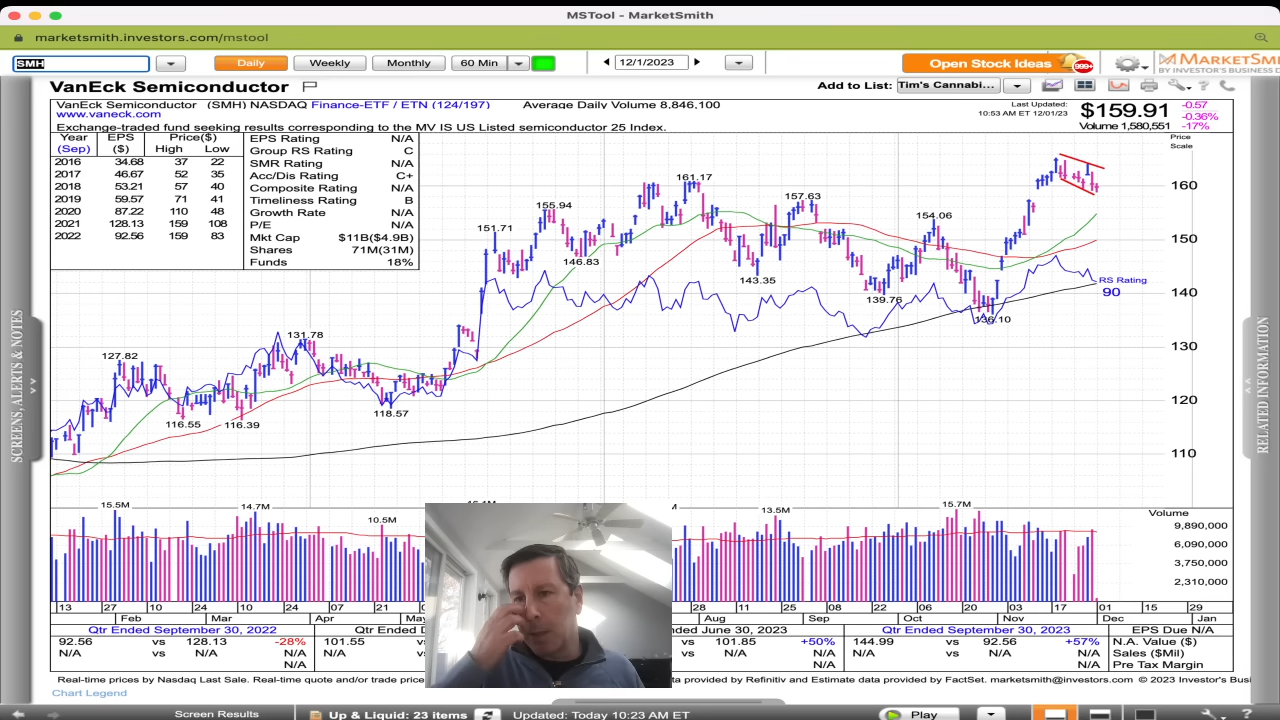 MSTool - MarketSmith
marketsmith.investors.com/mstool
SMH Daily Weekly Monthly 60 Min 12/1/2023 Open Stock Ideas 999+ MARKETSMI
BY INVESTOR'S BUSINESS D
VanEck Semiconductor Add to List: Tim's Cannabi...
VanEck Semiconductor (SMH) NASDAQ Finance-ETF / ETN (124/197) Average Daily Volume 8,846,100
www.vaneck.com
Exchange-traded fund seeking results corresponding to the MV IS US Listed semiconductor 25 Index.
Last Updated:
10:53 AM ET 12/01/23
$159.91 -0.57
-0.36%
Volume 1,580,551 -17%
Year EPS Price($)
(Sep) ($) High Low
2016 34.68 37 22
2017 46.67 52 35
2018 53.21 57 40
2019 59.57 71 41
2020 87.22 110 48
2021 128.13 159 108
2022 92.56 159 83
EPS Rating N/A
Group RS Rating C
SMR Rating N/A
Acc/Dis Rating C+
Composite Rating N/A
Timeliness Rating B
Growth Rate N/A
P/E N/A
Mkt Cap $11B($4.9B)
Shares 71M(31M)
Funds 18%
Price
Scale
160
150
140
130
120
110
161.17
155.94
157.63
151.71
154.06
146.83
143.35
139.76
136.10
RS Rating
90
131.78
127.82
118.57
116.55
116.39
15.5M 14.7M 10.5M 13.5M 15.7M
Volume
9,890,000
6,090,000
3,750,000
2,310,000
13 27 10 24 10 24 07 21 28 11 25 08 22 06 20 03 17 01 15 29
Feb Mar Apr Aug Sep Oct Nov Dec Jan
Qtr Ended September 30, 2022 Qtr Ended D nded June 30, 2023 Qtr Ended September 30, 2023 EPS Due N/A
92.56 vs 128.13 -28% 101.55 vs 101.85 +50% 144.99 vs 92.56 +57% N.A. Value ($)
N/A vs N/A N/A vs N/A N/A N/A vs N/A N/A Sales ($Mil)
N/A N/A N/A Pre Tax Margin
Real-time prices by Nasdaq Last Sale. Real-time quote and/or trade price ta provided by Refinitiv and Estimate data provided by FactSet. marketsmith@investors.com © 2023 Investor's Busi
Chart Legend
SCREENS, ALERTS & NOTES
RELATED INFORMATION
Screen Results Up & Liquid: 23 items Updated: Today 10:23 AM ET Play